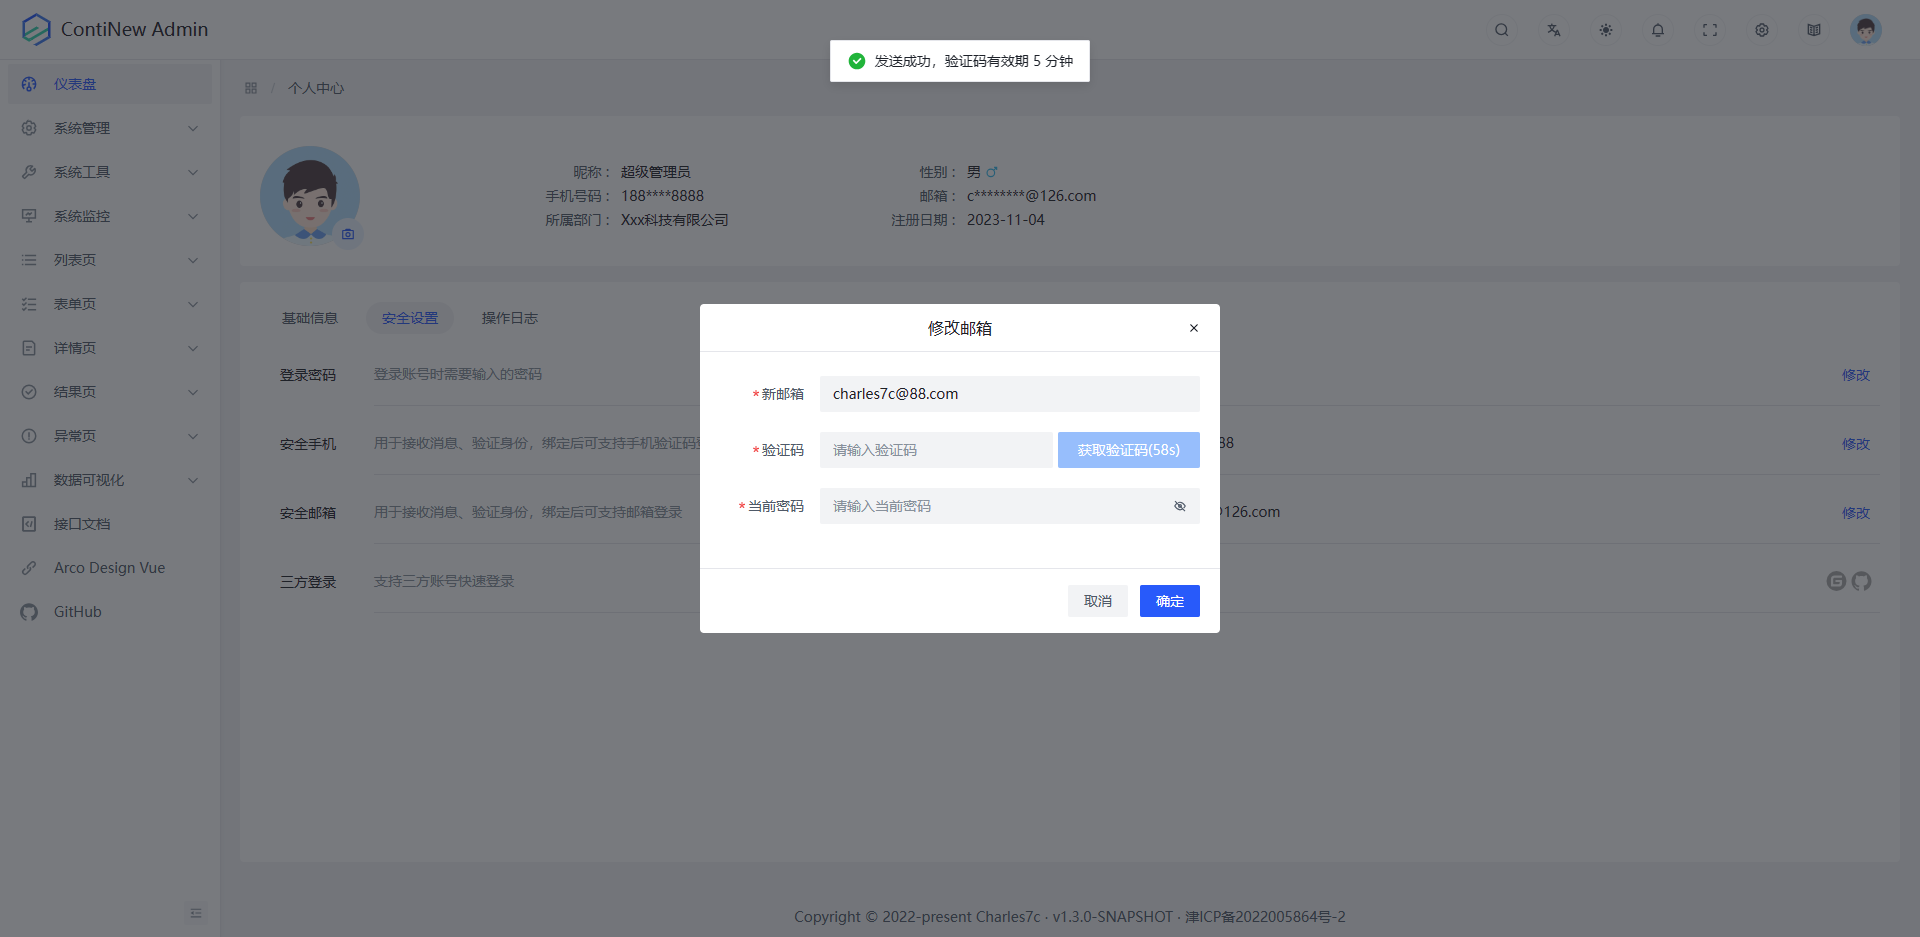 ContiNew Admin
发送成功，验证码有效期 5 分钟
仪表盘
系统管理
系统工具
系统监控
列表页
表单页
详情页
结果页
异常页
数据可视化
接口文档
Arco Design Vue
GitHub
/ 个人中心
昵称： 超级管理员 性别： 男
手机号码： 188****8888 邮箱： c********@126.com
所属部门： Xxx科技有限公司 注册日期： 2023-11-04
基础信息 安全设置 操作日志
登录密码 登录账号时需要输入的密码 修改
安全手机 用于接收消息、验证身份，绑定后可支持手机验证码 88 修改
安全邮箱 用于接收消息、验证身份，绑定后可支持邮箱登录 @126.com 修改
三方登录 支持三方账号快速登录
修改邮箱
*新邮箱 charles7c@88.com
*验证码 请输入验证码 获取验证码(58s)
*当前密码 请输入当前密码
取消 确定
Copyright © 2022-present Charles7c · v1.3.0-SNAPSHOT · 津ICP备2022005864号-2